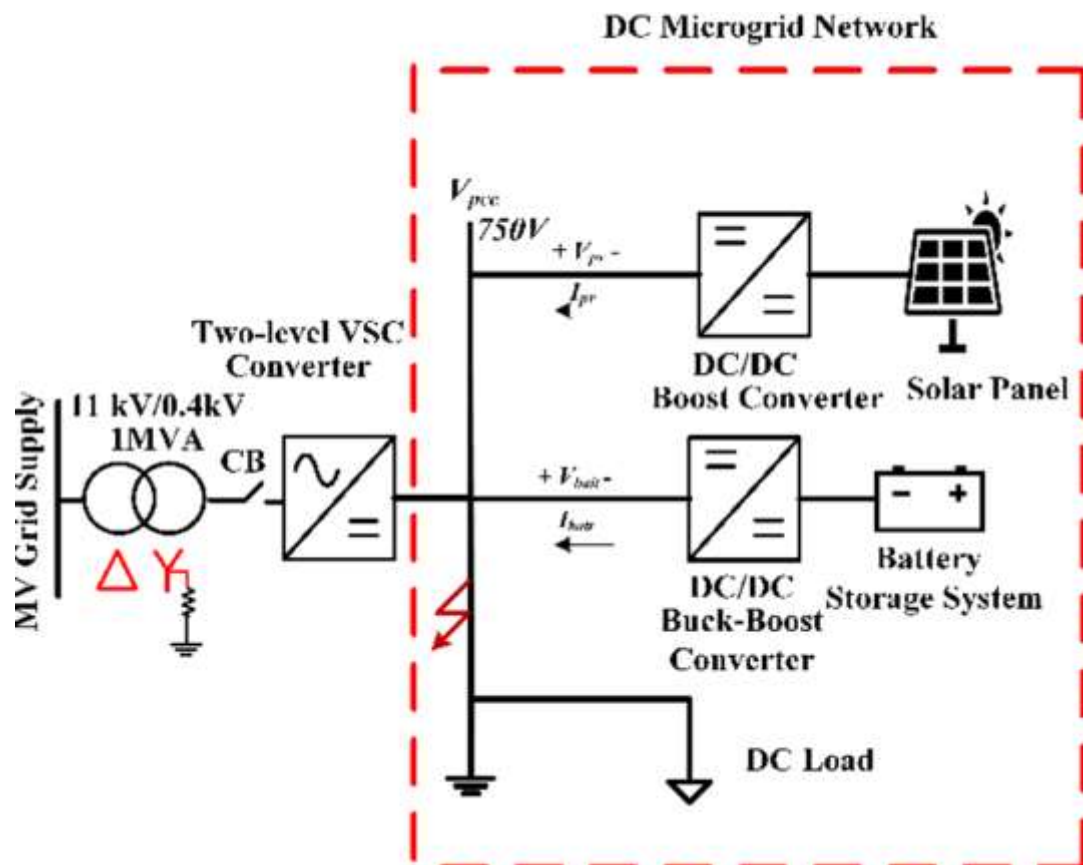 DC Microgrid Network
V_pcc
750V
+ V_pv -
I_pv
Two-level VSC
Converter
DC/DC
Boost Converter
Solar Panel
MV Grid Supply
11 kV/0.4kV
1MVA
CB
+ V_batt -
I_batt
DC/DC
Buck-Boost
Converter
Battery
Storage System
DC Load